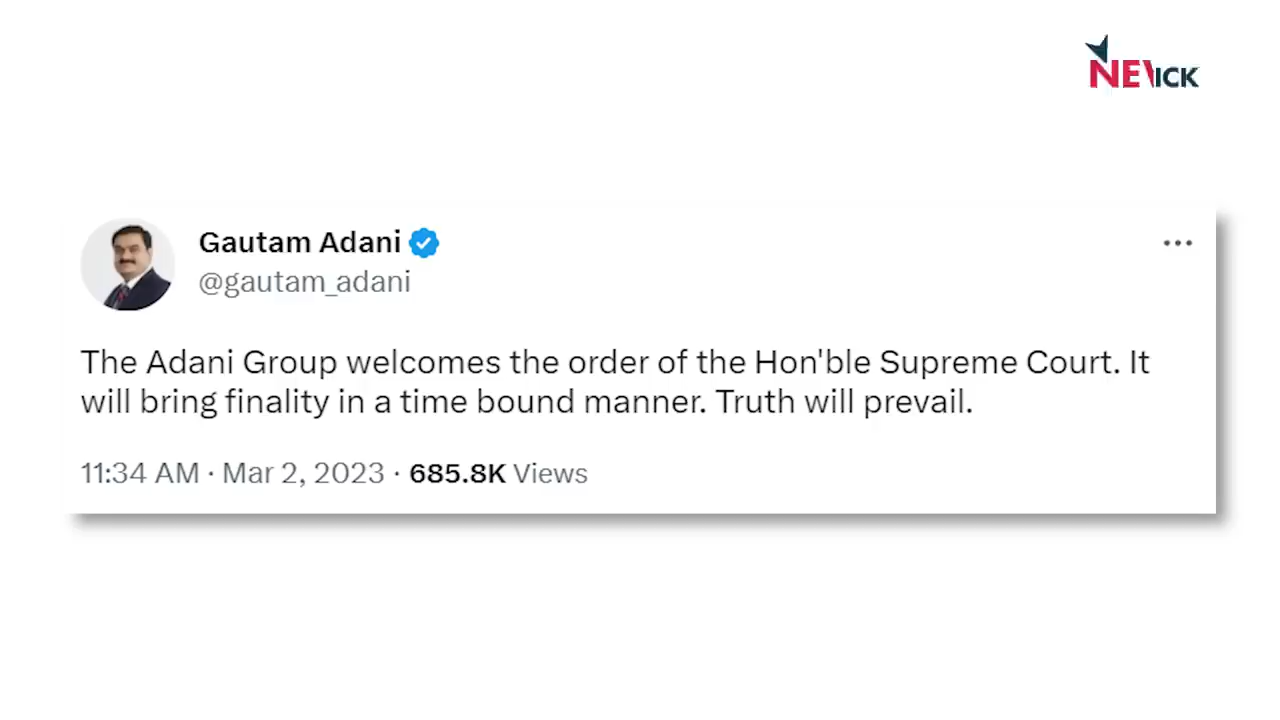 NEWICK
Gautam Adani
@gautam_adani
The Adani Group welcomes the order of the Hon'ble Supreme Court. It
will bring finality in a time bound manner. Truth will prevail.
11:34 AM · Mar 2, 2023 · 685.8K Views